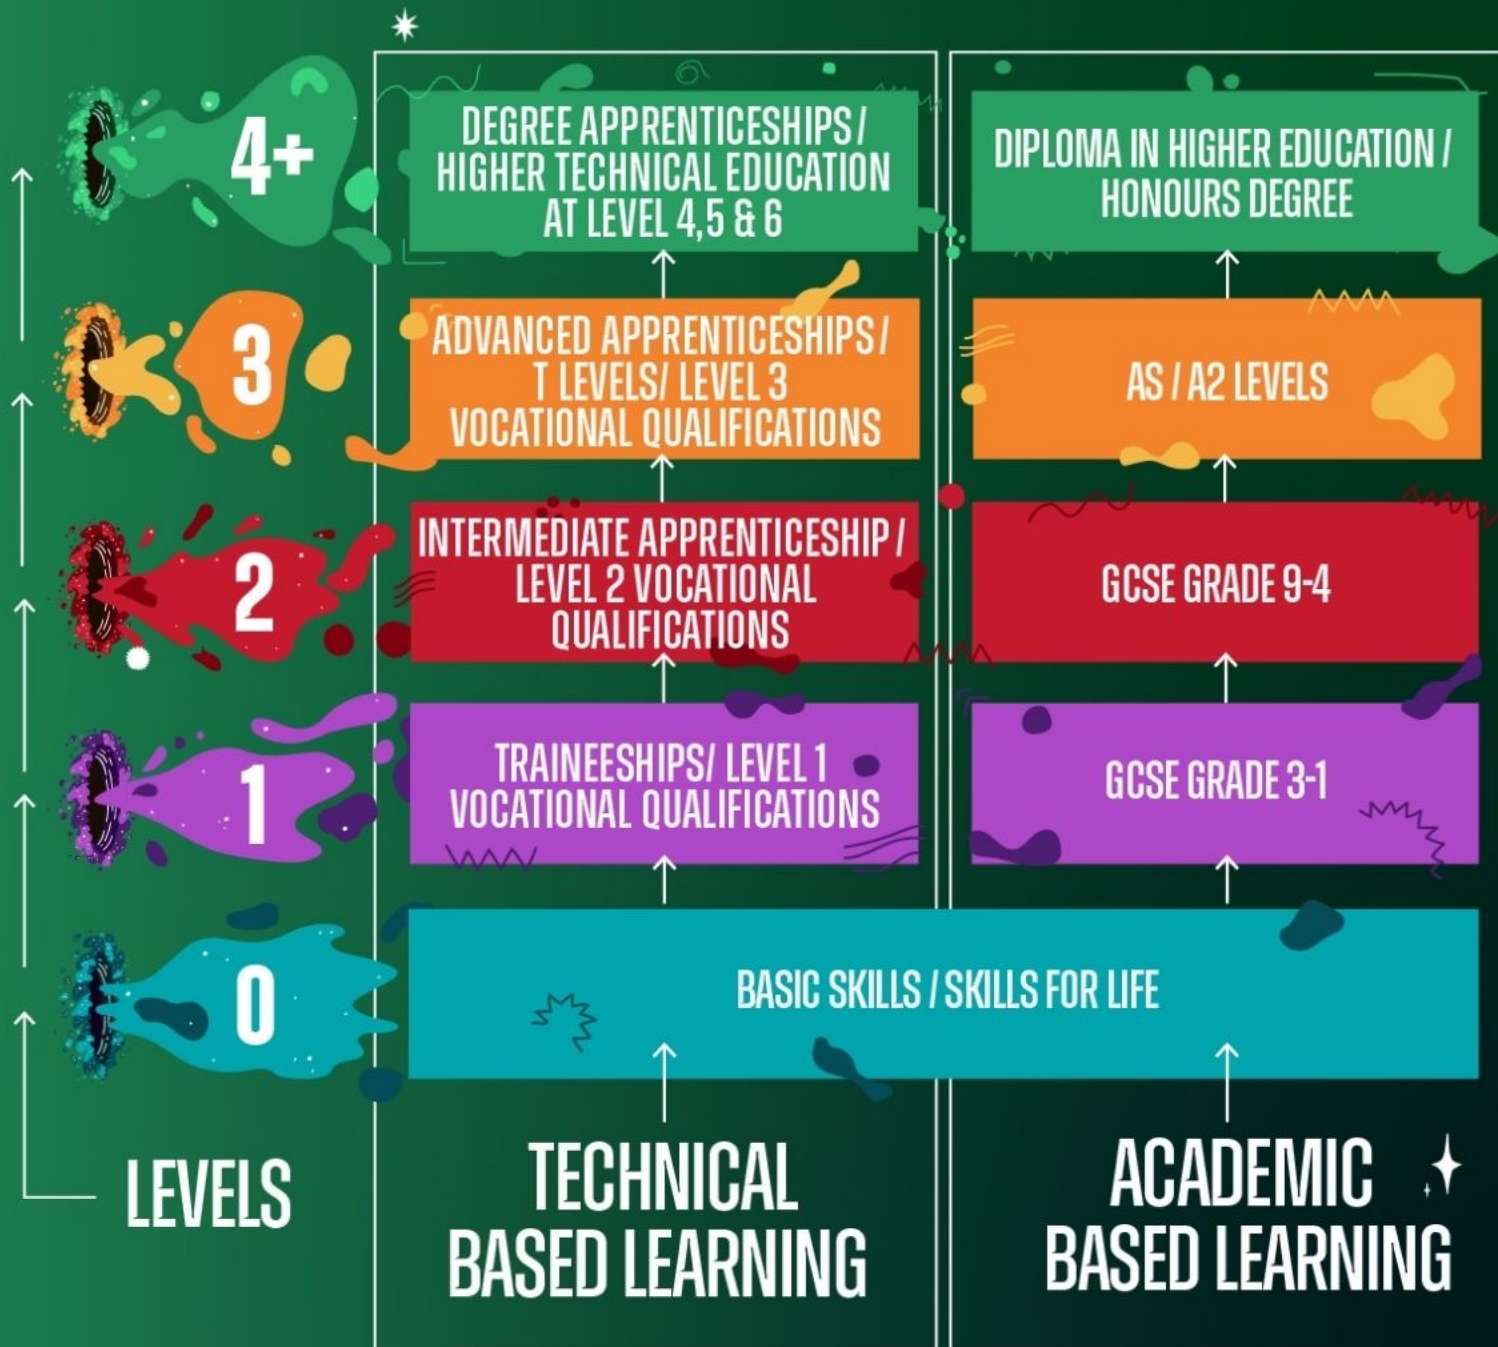 4+
DEGREE APPRENTICESHIPS /
HIGHER TECHNICAL EDUCATION
AT LEVEL 4,5 & 6
DIPLOMA IN HIGHER EDUCATION /
HONOURS DEGREE
3
ADVANCED APPRENTICESHIPS /
T LEVELS/ LEVEL 3
VOCATIONAL QUALIFICATIONS
AS / A2 LEVELS
2
INTERMEDIATE APPRENTICESHIP /
LEVEL 2 VOCATIONAL
QUALIFICATIONS
GCSE GRADE 9-4
1
TRAINEESHIPS/ LEVEL 1
VOCATIONAL QUALIFICATIONS
GCSE GRADE 3-1
0
BASIC SKILLS / SKILLS FOR LIFE
LEVELS
TECHNICAL
BASED LEARNING
ACADEMIC
BASED LEARNING